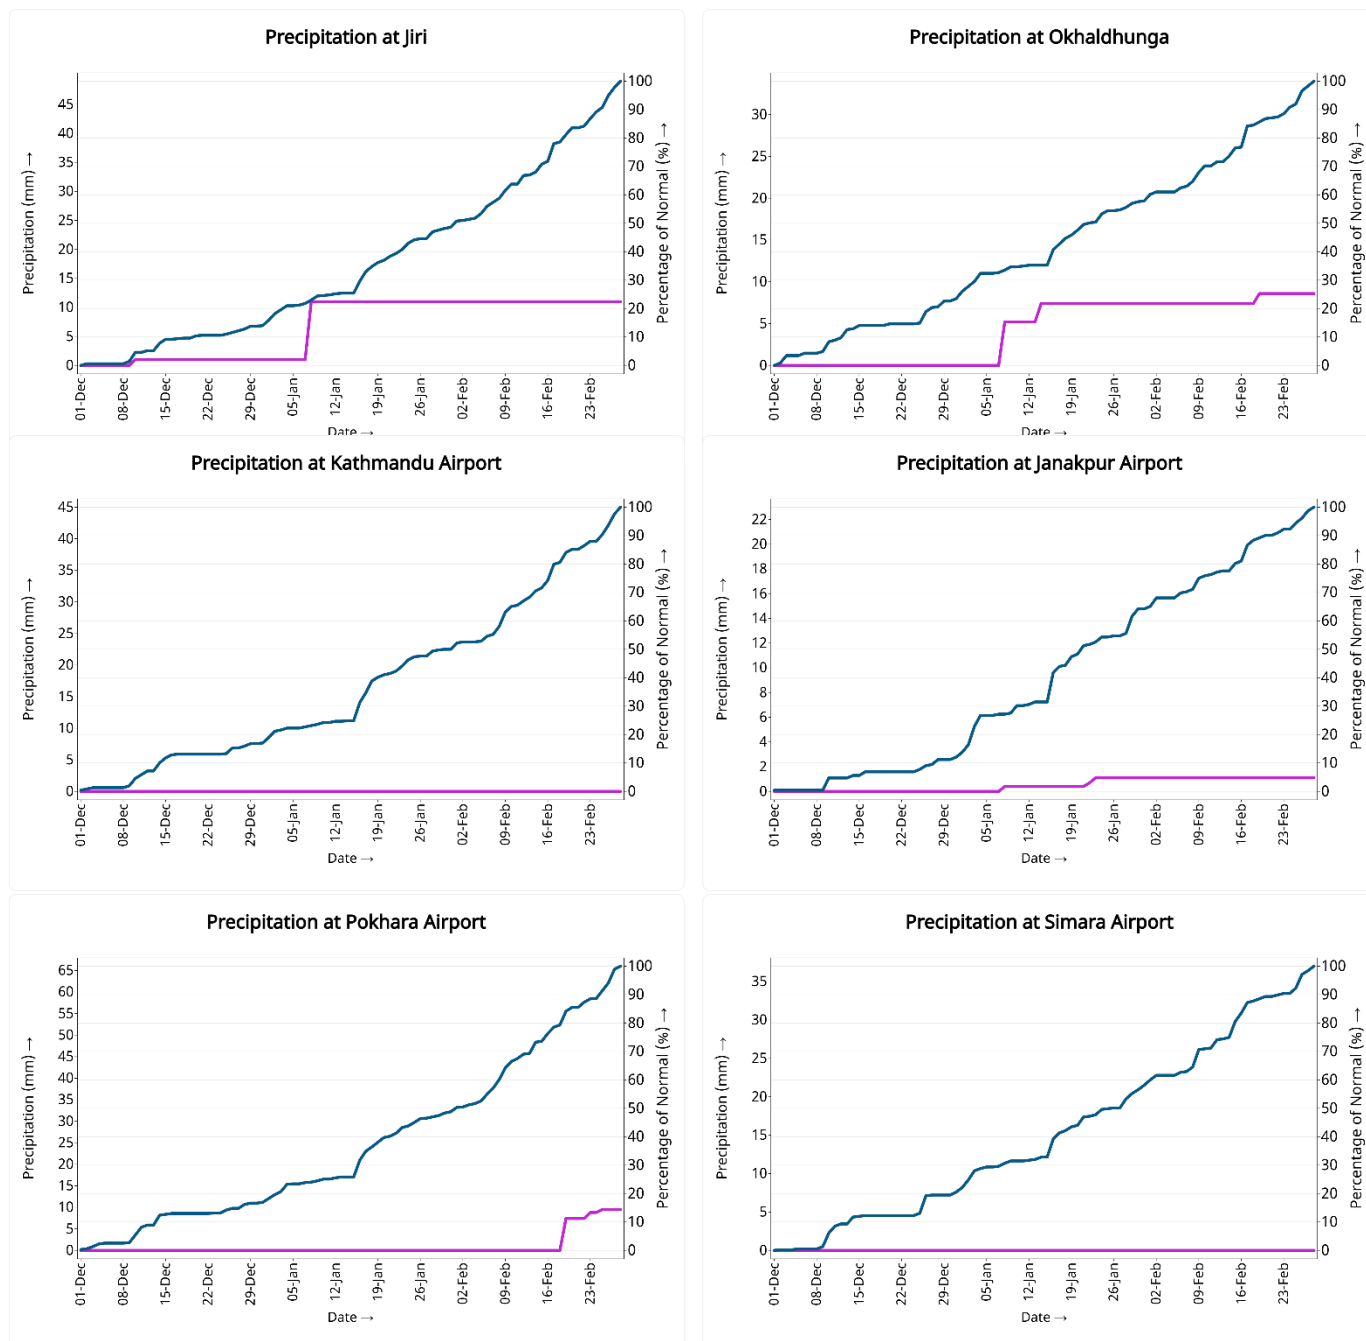 Precipitation at Jiri
Precipitation (mm) →
45
40
35
30
25
20
15
10
5
0
100
90
80
70
60
50
40
30
20
10
0
Percentage of Normal (%) →
01-Dec
08-Dec
15-Dec
22-Dec
29-Dec
05-Jan
12-Jan
19-Jan
26-Jan
02-Feb
09-Feb
16-Feb
23-Feb
Date →
Precipitation at Okhaldhunga
Precipitation (mm) →
30
25
20
15
10
5
0
100
90
80
70
60
50
40
30
20
10
0
Percentage of Normal (%) →
01-Dec
08-Dec
15-Dec
22-Dec
29-Dec
05-Jan
12-Jan
19-Jan
26-Jan
02-Feb
09-Feb
16-Feb
23-Feb
Date →
Precipitation at Kathmandu Airport
Precipitation (mm) →
45
40
35
30
25
20
15
10
5
0
100
90
80
70
60
50
40
30
20
10
0
Percentage of Normal (%) →
01-Dec
08-Dec
15-Dec
22-Dec
29-Dec
05-Jan
12-Jan
19-Jan
26-Jan
02-Feb
09-Feb
16-Feb
23-Feb
Date →
Precipitation at Janakpur Airport
Precipitation (mm) →
22
20
18
16
14
12
10
8
6
4
2
0
100
90
80
70
60
50
40
30
20
10
0
Percentage of Normal (%) →
01-Dec
08-Dec
15-Dec
22-Dec
29-Dec
05-Jan
12-Jan
19-Jan
26-Jan
02-Feb
09-Feb
16-Feb
23-Feb
Date →
Precipitation at Pokhara Airport
Precipitation (mm) →
65
60
55
50
45
40
35
30
25
20
15
10
5
0
100
90
80
70
60
50
40
30
20
10
0
Percentage of Normal (%) →
01-Dec
08-Dec
15-Dec
22-Dec
29-Dec
05-Jan
12-Jan
19-Jan
26-Jan
02-Feb
09-Feb
16-Feb
23-Feb
Date →
Precipitation at Simara Airport
Precipitation (mm) →
35
30
25
20
15
10
5
0
100
90
80
70
60
50
40
30
20
10
0
Percentage of Normal (%) →
01-Dec
08-Dec
15-Dec
22-Dec
29-Dec
05-Jan
12-Jan
19-Jan
26-Jan
02-Feb
09-Feb
16-Feb
23-Feb
Date →